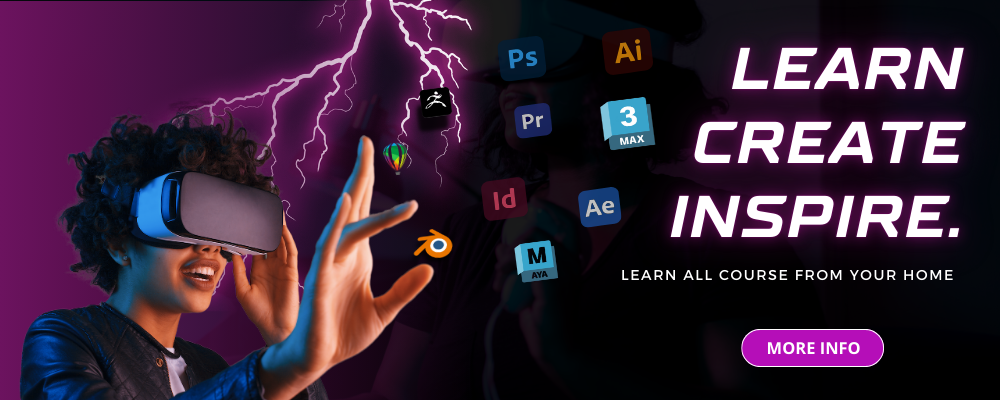 Ps
Ai
Pr
3
MAX
Id
Ae
M
AYA
LEARN
CREATE
INSPIRE.
LEARN ALL COURSE FROM YOUR HOME
MORE INFO